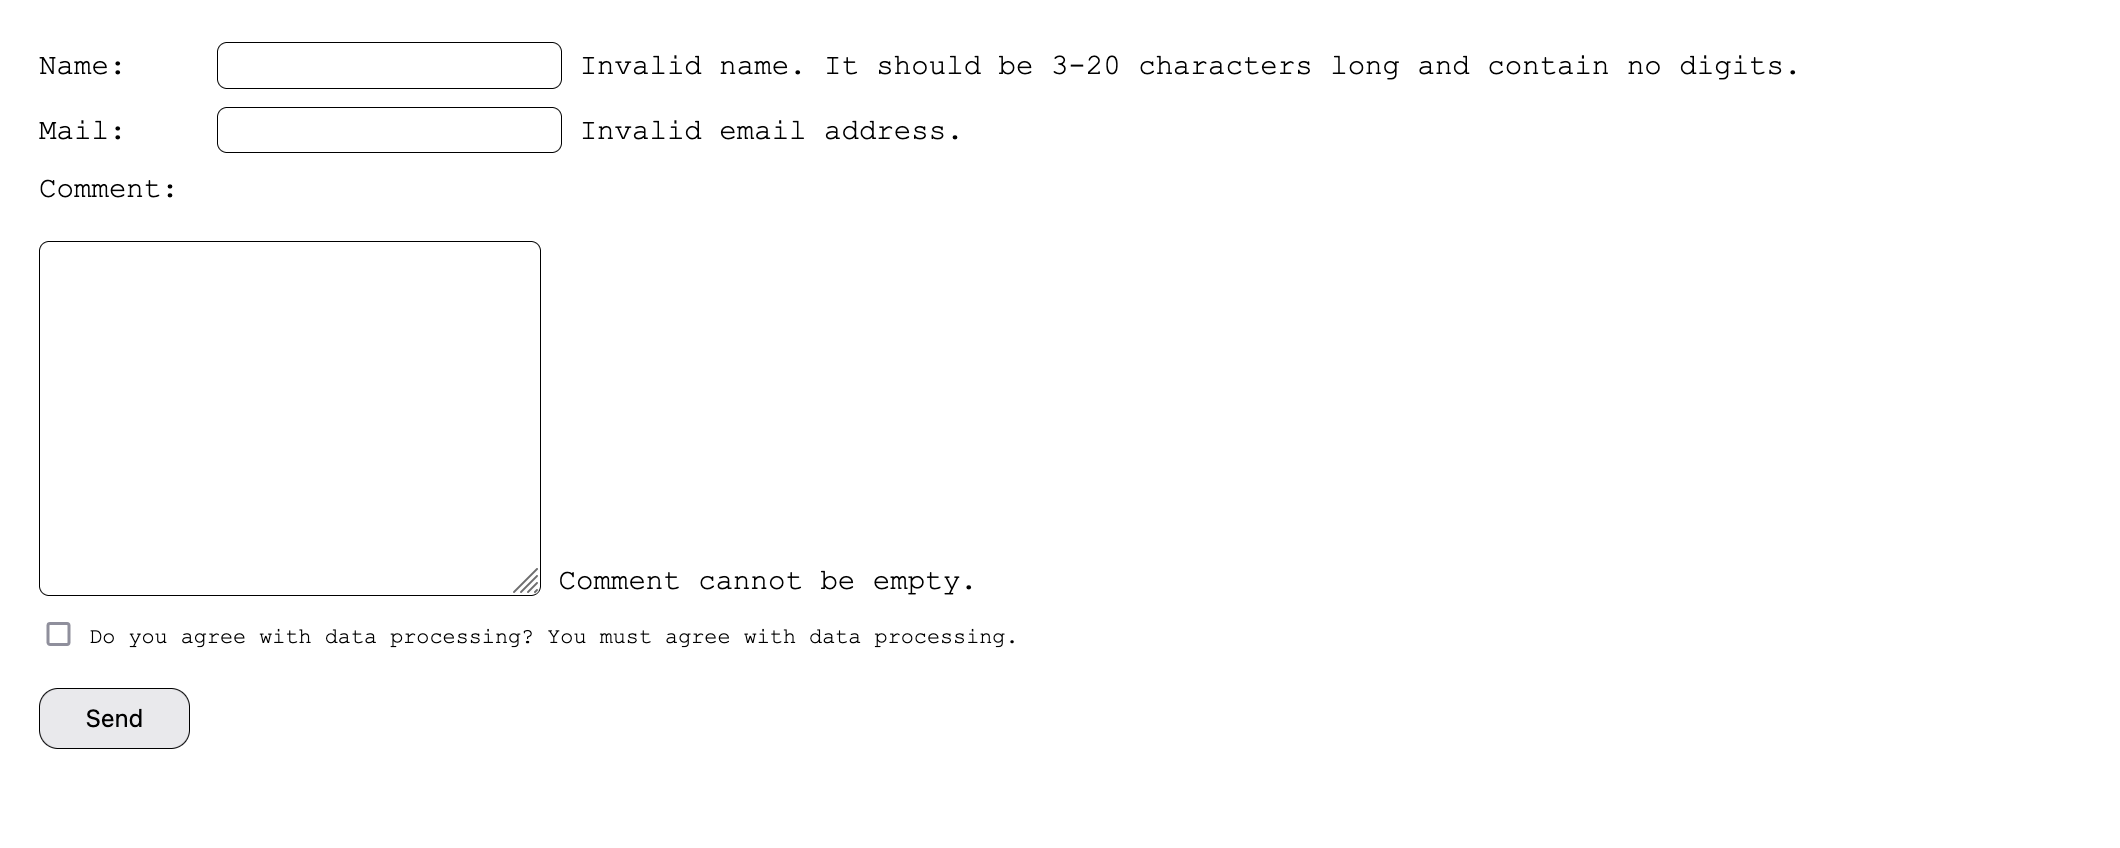 Name: Invalid name. It should be 3-20 characters long and contain no digits.
Mail: Invalid email address.
Comment:
Comment cannot be empty.
Do you agree with data processing? You must agree with data processing.
Send